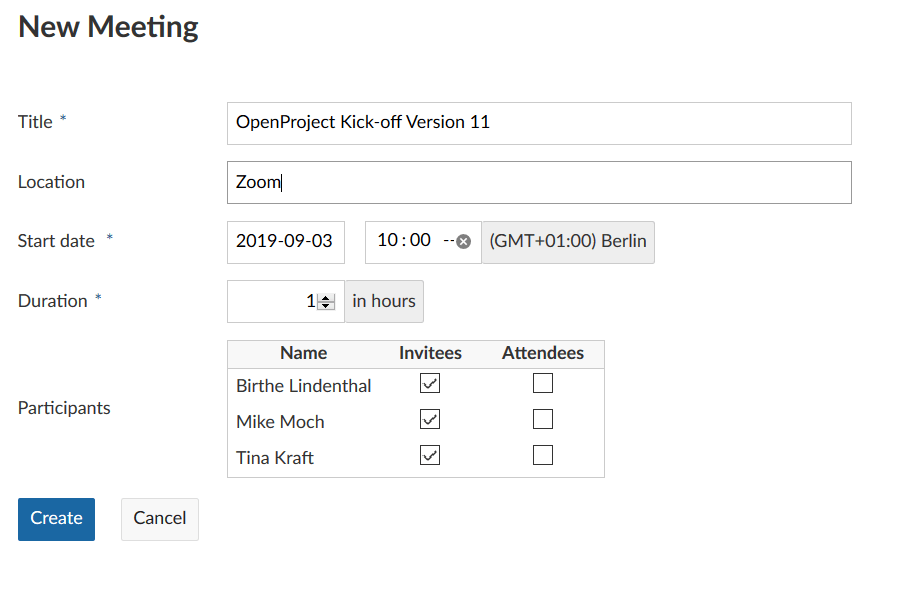 New Meeting
Title *
OpenProject Kick-off Version 11
Location
Zoom
Start date *
2019-09-03 10:00 -- (GMT+01:00) Berlin
Duration *
1 in hours
Participants
Name Invitees Attendees
Birthe Lindenthal
Mike Moch
Tina Kraft
Create Cancel